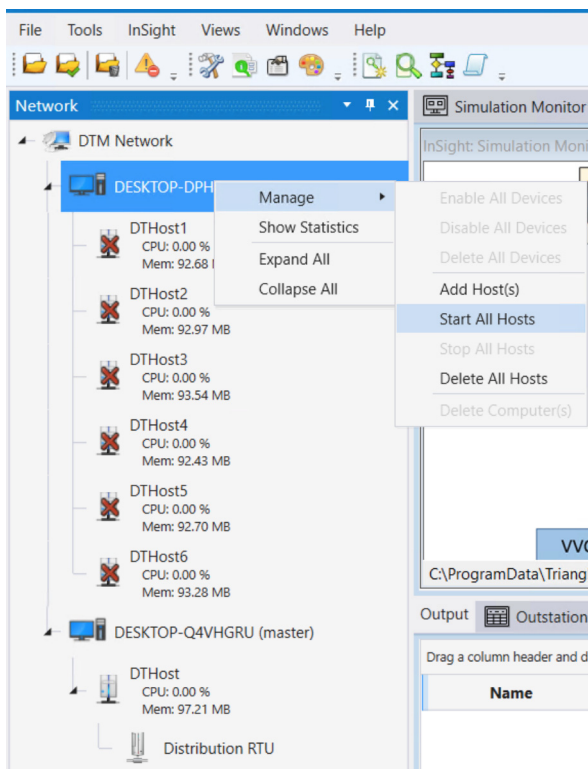 File Tools InSight Views Windows Help
Network
Simulation Monitor
DTM Network
InSight: Simulation Moni
DESKTOP-DPH
Manage
Show Statistics
Expand All
Collapse All
Enable All Devices
Disable All Devices
Delete All Devices
Add Host(s)
Start All Hosts
Stop All Hosts
Delete All Hosts
Delete Computer(s)
DTHost1
CPU: 0.00 %
Mem: 92.68
DTHost2
CPU: 0.00 %
Mem: 92.97 MB
DTHost3
CPU: 0.00 %
Mem: 93.54 MB
DTHost4
CPU: 0.00 %
Mem: 92.43 MB
DTHost5
CPU: 0.00 %
Mem: 92.70 MB
DTHost6
CPU: 0.00 %
Mem: 93.28 MB
DESKTOP-Q4VHGRU (master)
DTHost
CPU: 0.00 %
Mem: 97.21 MB
Distribution RTU
VVO
C:\ProgramData\Triang
Output Outstation
Drag a column header and d
Name